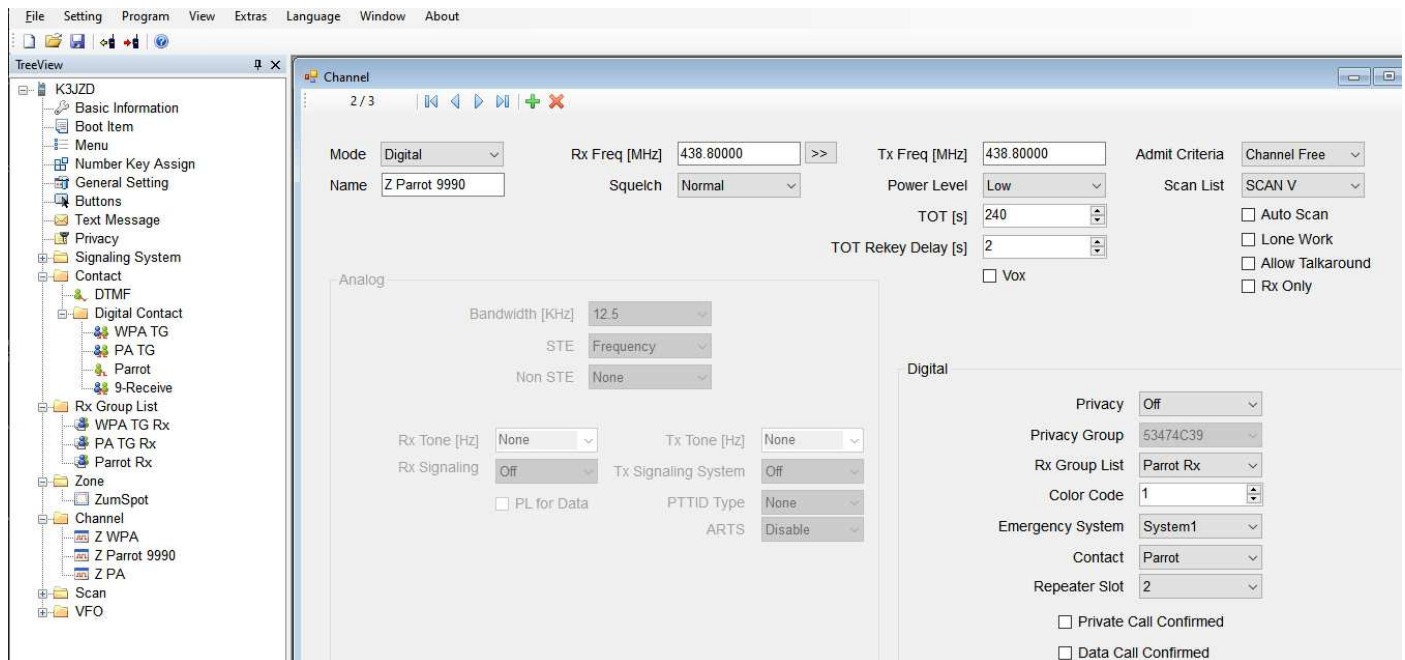 File Setting Program View Extras Language Window About
TreeView
K3JZD
Basic Information
Boot Item
Menu
Number Key Assign
General Setting
Buttons
Text Message
Privacy
Signaling System
Contact
DTMF
Digital Contact
WPA TG
PA TG
Parrot
9-Receive
Rx Group List
WPA TG Rx
PA TG Rx
Parrot Rx
Zone
ZumSpot
Channel
Z WPA
Z Parrot 9990
Z PA
Scan
VFO
Channel
2 / 3
Mode Digital Rx Freq [MHz] 438.80000 >> Tx Freq [MHz] 438.80000 Admit Criteria Channel Free
Name Z Parrot 9990 Squelch Normal Power Level Low Scan List SCAN V
TOT [s] 240 Auto Scan
TOT Rekey Delay [s] 2 Lone Work
Vox Allow Talkaround
Rx Only
Analog
Bandwidth [KHz] 12.5
STE Frequency
Non STE None
Rx Tone [Hz] None Tx Tone [Hz] None
Rx Signaling Off Tx Signaling System Off
PL for Data PTTID Type None
ARTS Disable
Digital
Privacy Off
Privacy Group 53474C39
Rx Group List Parrot Rx
Color Code 1
Emergency System System1
Contact Parrot
Repeater Slot 2
Private Call Confirmed
Data Call Confirmed